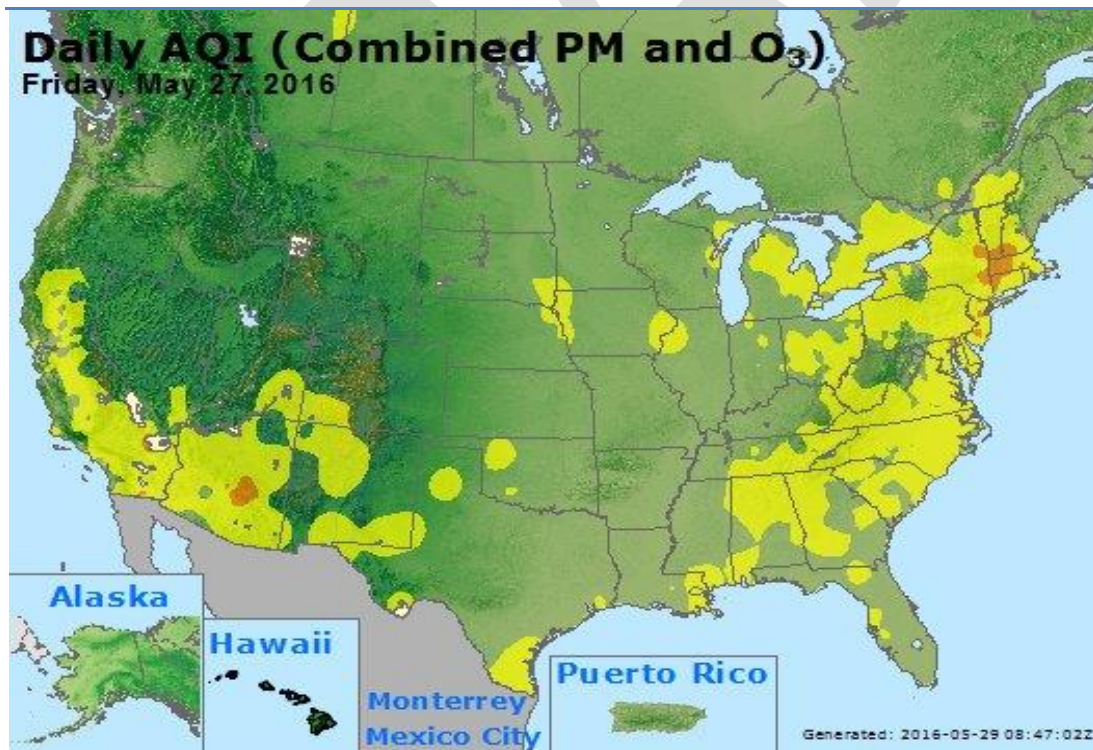 Daily AQI (Combined PM and O₃)
Friday, May 27, 2016
Alaska
Hawaii
Monterrey
Mexico City
Puerto Rico
Generated: 2016-05-29 08:47:02Z